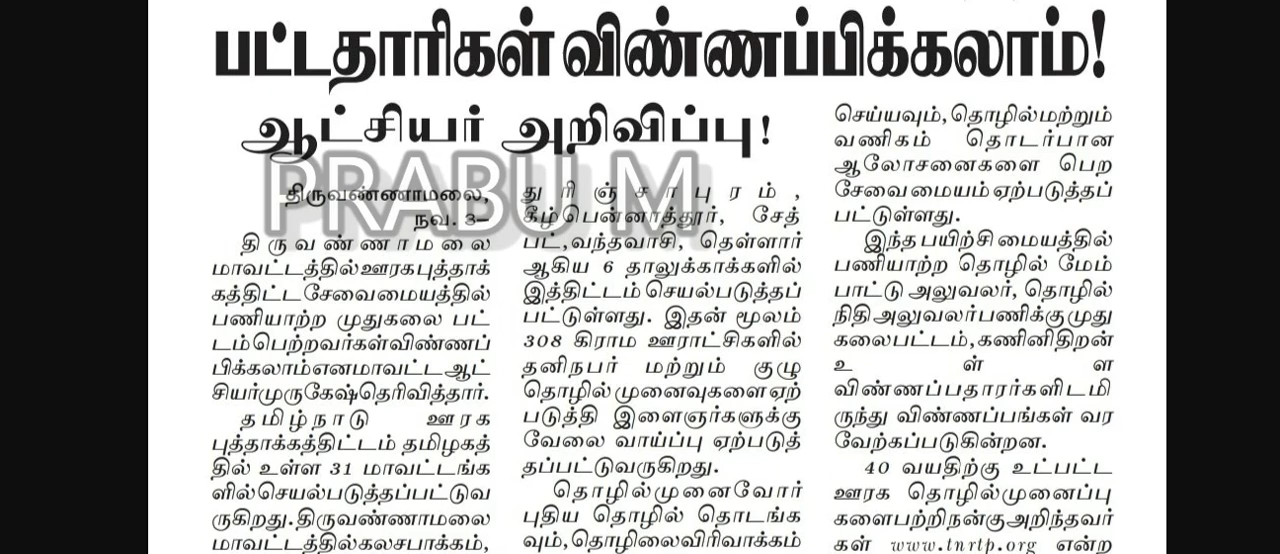 பட்டதாரிகள் விண்ணப்பிக்கலாம்!
ஆட்சியர் அறிவிப்பு!
PRABU M
திருவண்ணாமலை,
நவ. 3–
திருவண்ணாமலை
மாவட்டத்தில் ஊரக புத்தாக்
கத்திட்ட சேவை மையத்தில்
பணியாற்ற முதுகலை பட்
டம் பெற்றவர்கள் விண்ணப்
பிக்கலாம் என மாவட்ட ஆட்
சியர் முருகேஷ் தெரிவித்தார்.
தமிழ்நாடு ஊரக
புத்தாக்கத்திட்டம் தமிழகத்
தில் உள்ள 31 மாவட்டங்க
ளில் செயல்படுத்தப்பட்டுவ
ருகிறது. திருவண்ணாமலை
மாவட்டத்தில் கலசபாக்கம்,
துரிஞ்சாபுரம்,
கீழ்பென்னாத்தூர், சேத்
பட், வந்தவாசி, தெள்ளார்
ஆகிய 6 தாலுக்காக்களில்
இத்திட்டம் செயல்படுத்தப்
பட்டுள்ளது. இதன் மூலம்
308 கிராம ஊராட்சிகளில்
தனிநபர் மற்றும் குழு
தொழில் முனைவுகளை ஏற்
படுத்தி இளைஞர்களுக்கு
வேலை வாய்ப்பு ஏற்படுத்
தப்பட்டுவருகிறது.
தொழில்முனைவோர்
புதிய தொழில் தொடங்க
வும், தொழிலை விரிவாக்கம்
செய்யவும், தொழில் மற்றும்
வணிகம் தொடர்பான
ஆலோசனைகளை பெற
சேவை மையம் ஏற்படுத்தப்
பட்டுள்ளது.
இந்த பயிற்சி மையத்தில்
பணியாற்ற தொழில் மேம்
பாட்டு அலுவலர், தொழில்
நிதி அலுவலர் பணிக்கு முது
கலை பட்டம், கணினி திறன்
உள்ள
விண்ணப்பதாரர்களிடமி
ருந்து விண்ணப்பங்கள் வர
வேற்கப்படுகின்றன.
40 வயதிற்கு உட்பட்ட
ஊரக தொழில்முனைப்பு
களை பற்றி நன்கு அறிந்தவர்
கள் www.tnrtp.org என்ற